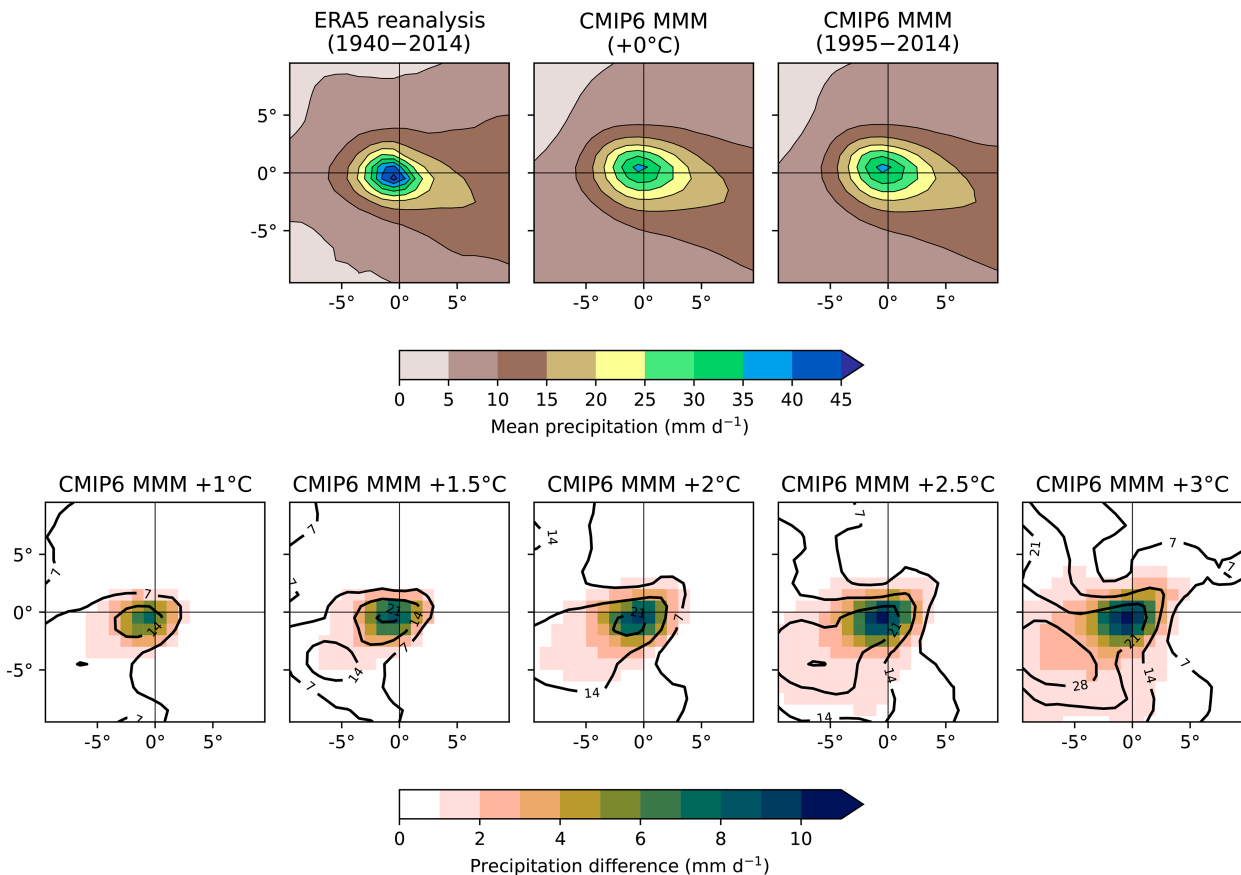 ERA5 reanalysis
(1940−2014)
CMIP6 MMM
(+0°C)
CMIP6 MMM
(1995−2014)
5°
0°
-5°
-5° 0° 5°
-5° 0° 5°
-5° 0° 5°
0 5 10 15 20 25 30 35 40 45
Mean precipitation (mm d⁻¹)
CMIP6 MMM +1°C
CMIP6 MMM +1.5°C
CMIP6 MMM +2°C
CMIP6 MMM +2.5°C
CMIP6 MMM +3°C
5°
0°
-5°
7
7
14
7
7
7
7
21
14
7
14
7
14
21
7
14
7
21
14
14
21
7
7
21
7
14
28
-5° 0° 5°
-5° 0° 5°
-5° 0° 5°
-5° 0° 5°
-5° 0° 5°
0 2 4 6 8 10
Precipitation difference (mm d⁻¹)